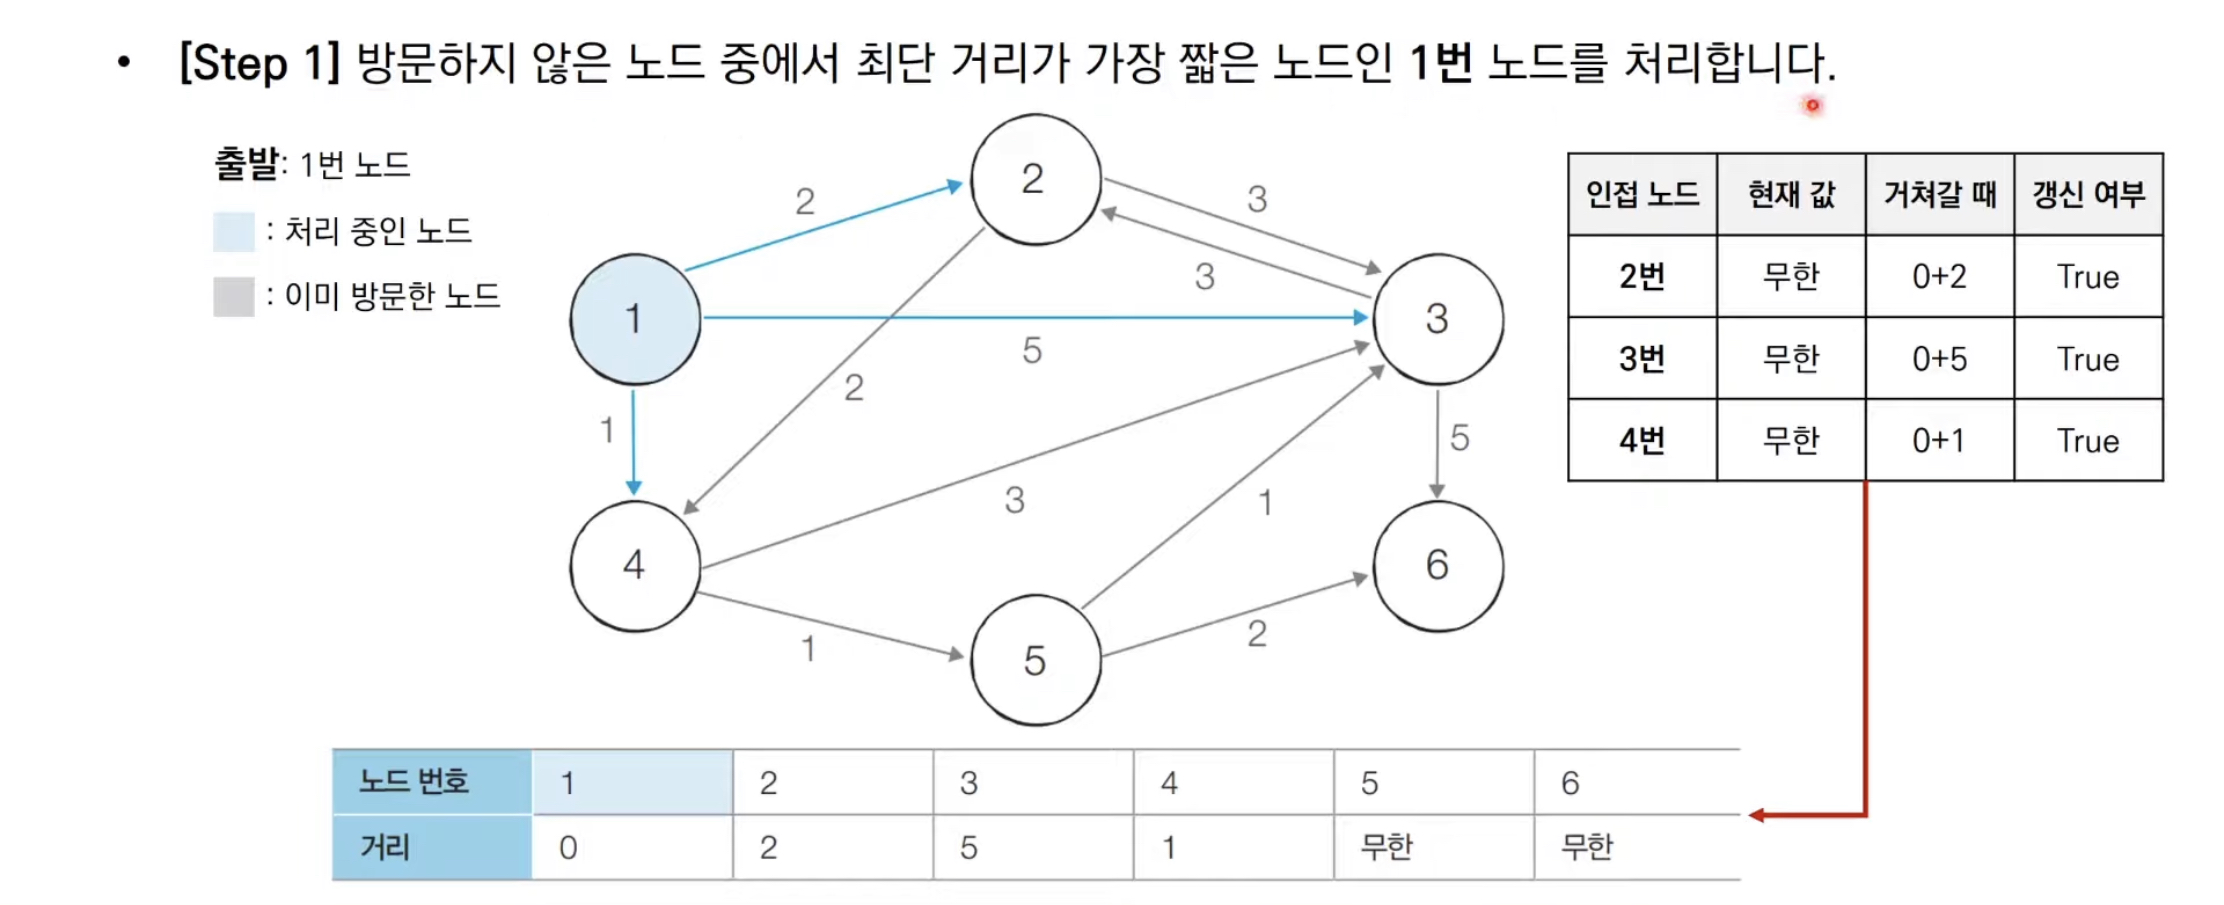 • [Step 1] 방문하지 않은 노드 중에서 최단 거리가 가장 짧은 노드인 1번 노드를 처리합니다.
출발: 1번 노드
: 처리 중인 노드
: 이미 방문한 노드
1
2
3
4
5
6
2
3
3
5
2
1
3
1
5
1
2
인접 노드 현재 값 거쳐갈 때 갱신 여부
2번 무한 0+2 True
3번 무한 0+5 True
4번 무한 0+1 True
노드 번호 1 2 3 4 5 6
거리 0 2 5 1 무한 무한